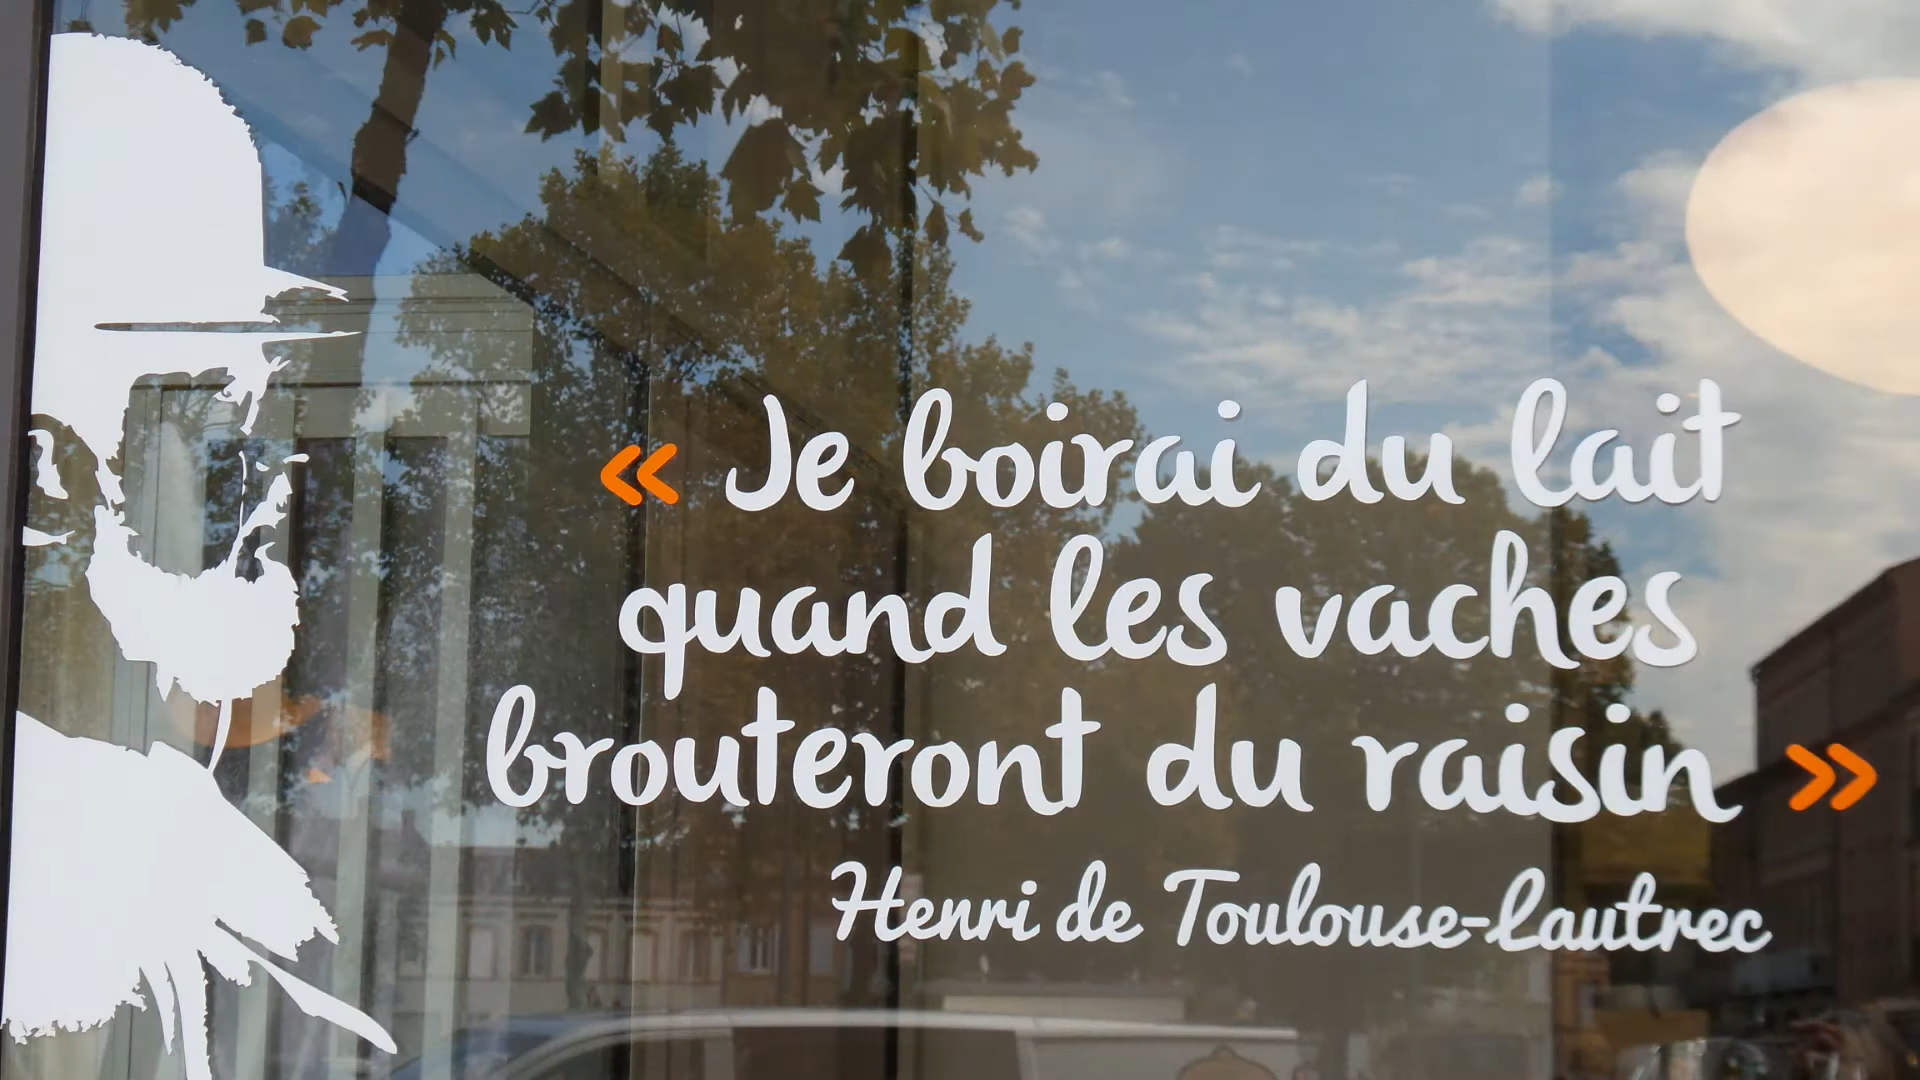 « Je boirai du lait
quand les vaches
brouteront du raisin »
Henri de Toulouse-Lautrec